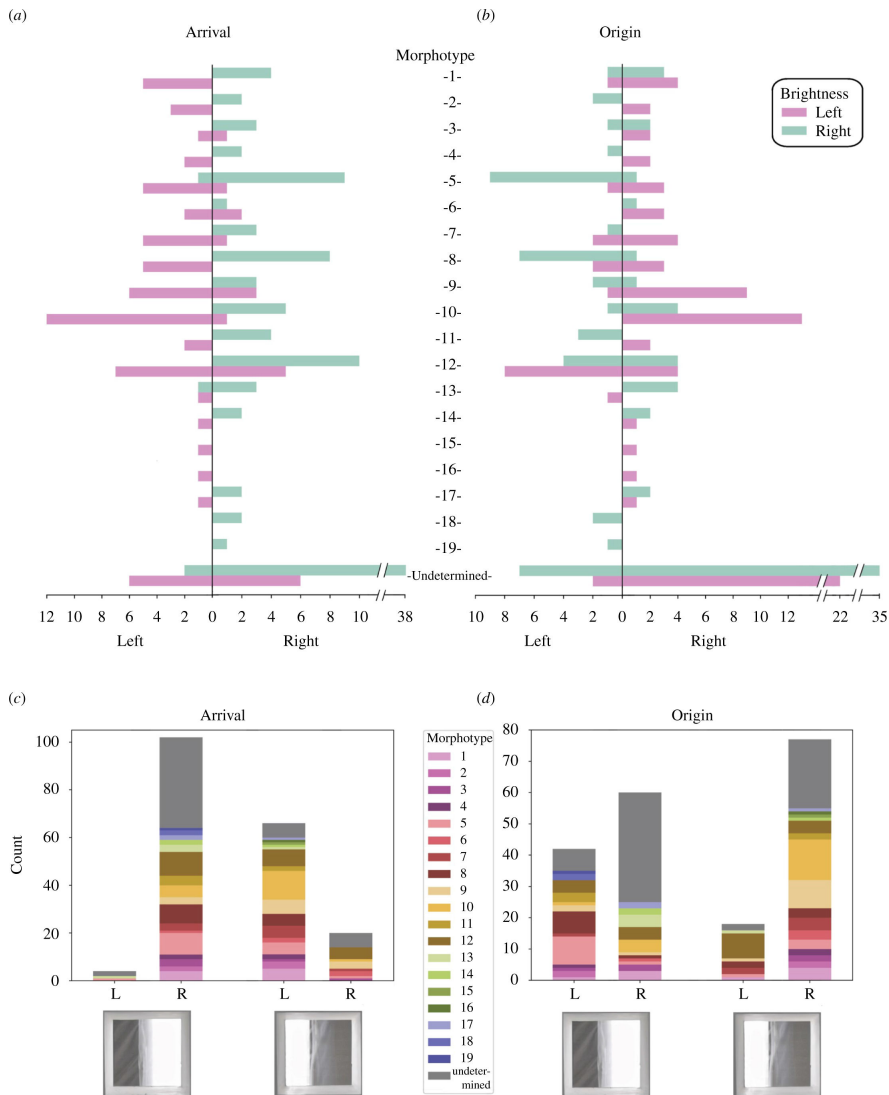 (a)
Arrival
Morphotype
(b)
Origin
Brightness
Left
Right
-1-
-2-
-3-
-4-
-5-
-6-
-7-
-8-
-9-
-10-
-11-
-12-
-13-
-14-
-15-
-16-
-17-
-18-
-19-
-Undetermined-
12 10 8 6 4 2 0 2 4 6 8 10 38
Left Right
10 8 6 4 2 0 2 4 6 8 10 12 22 35
Left Right
(c)
Arrival
Count
100
80
60
40
20
0
L R L R
Morphotype
1
2
3
4
5
6
7
8
9
10
11
12
13
14
15
16
17
18
19
undeter-
mined
(d)
Origin
80
70
60
50
40
30
20
10
0
L R L R